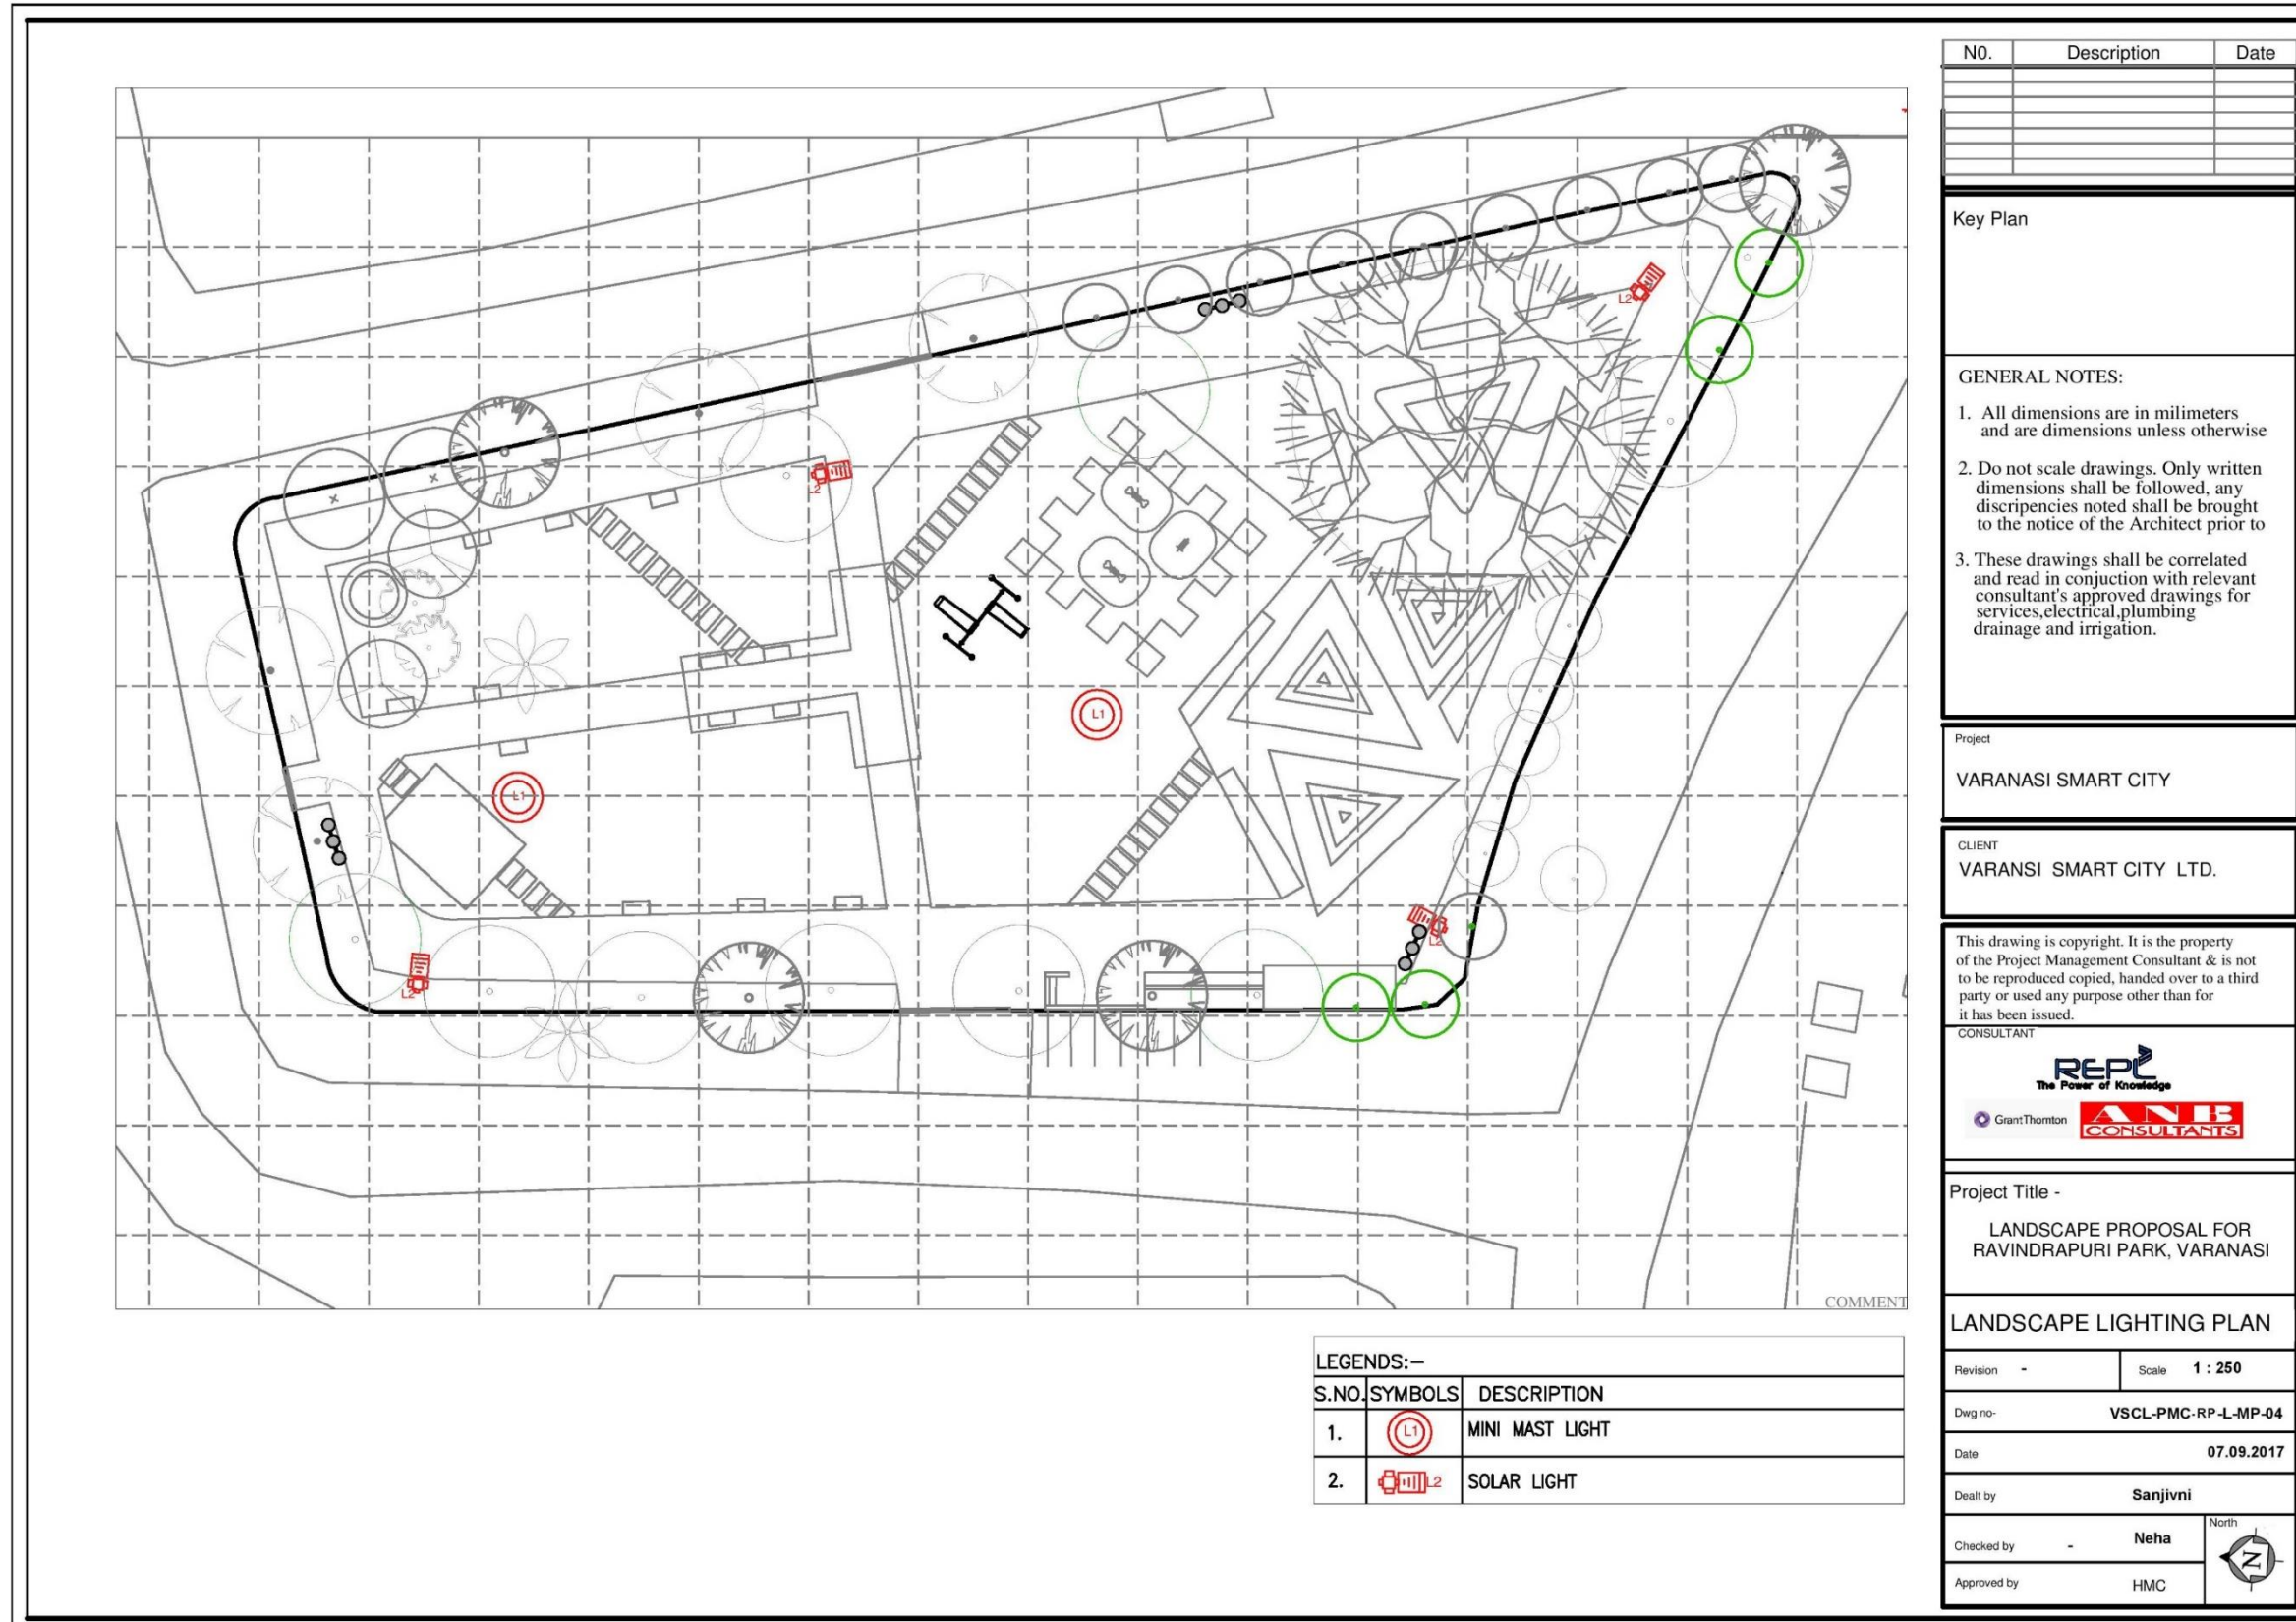 L2
L2
L1
L1
L2
L2
COMMENT
LEGENDS:–
S.NO. SYMBOLS DESCRIPTION
1. L1 MINI MAST LIGHT
2. L2 SOLAR LIGHT
N0. Description Date
Key Plan
GENERAL NOTES:
1. All dimensions are in milimeters
and are dimensions unless otherwise
2. Do not scale drawings. Only written
dimensions shall be followed, any
discripencies noted shall be brought
to the notice of the Architect prior to
3. These drawings shall be correlated
and read in conjuction with relevant
consultant's approved drawings for
services,electrical,plumbing
drainage and irrigation.
Project
VARANASI SMART CITY
CLIENT
VARANSI SMART CITY LTD.
This drawing is copyright. It is the property
of the Project Management Consultant & is not
to be reproduced copied, handed over to a third
party or used any purpose other than for
it has been issued.
CONSULTANT
REPL
The Power of Knowledge
GrantThornton
ANB
CONSULTANTS
Project Title -
LANDSCAPE PROPOSAL FOR
RAVINDRAPURI PARK, VARANASI
LANDSCAPE LIGHTING PLAN
Revision - Scale 1 : 250
Dwg no- VSCL-PMC-RP-L-MP-04
Date 07.09.2017
Dealt by Sanjivni
Checked by - Neha
Approved by HMC
North
N